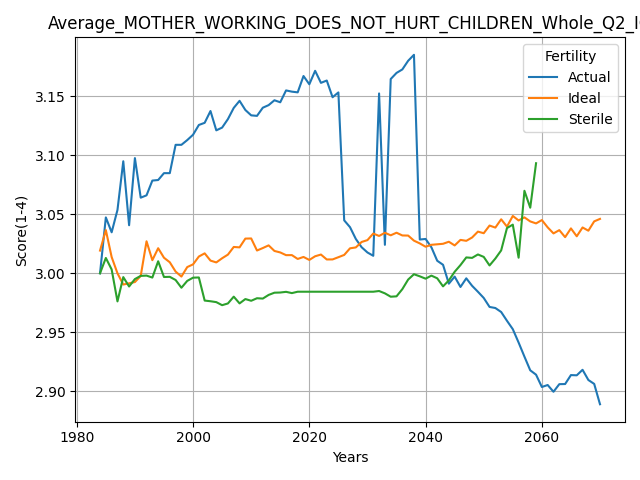 Average_MOTHER_WORKING_DOES_NOT_HURT_CHILDREN_Whole_Q2_I
Fertility
Actual
Ideal
Sterile
Score(1-4)
3.15
3.10
3.05
3.00
2.95
2.90
1980 2000 2020 2040 2060
Years